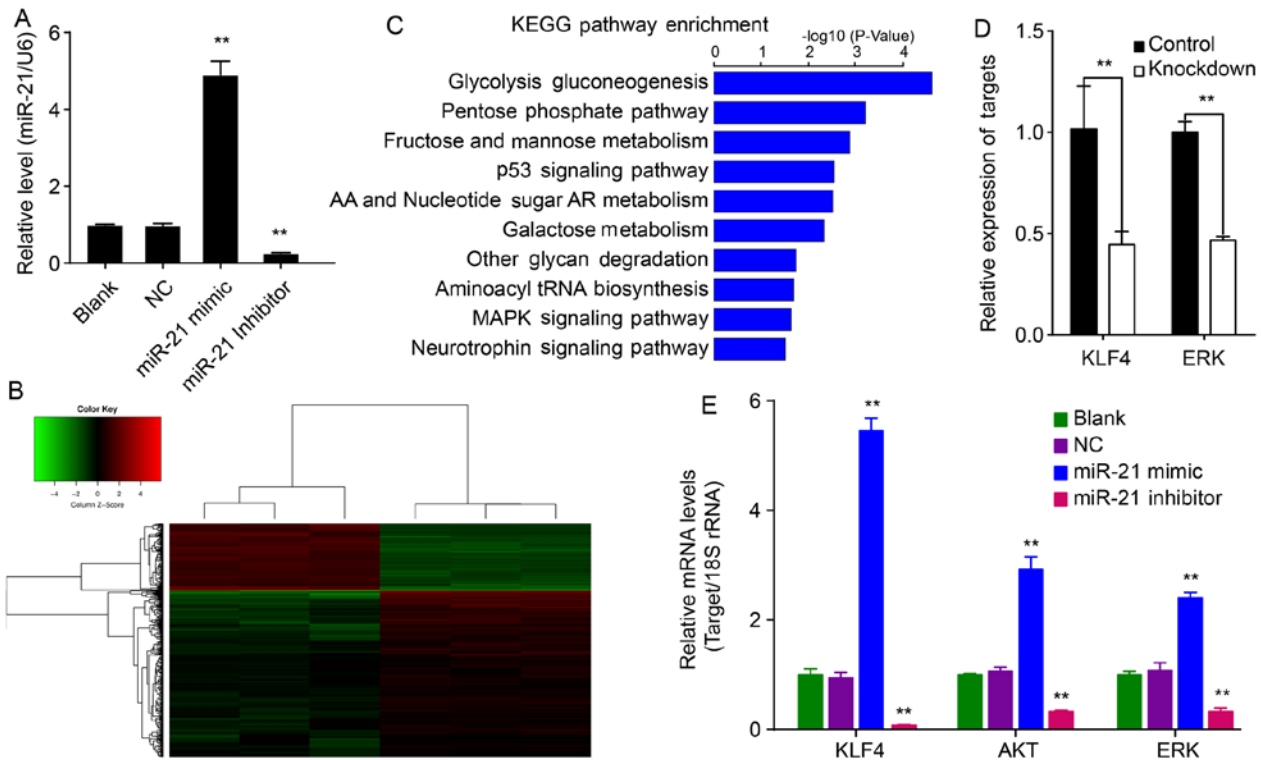 A
Relative level (miR-21/U6)
6
4
2
0
**
**
Blank
NC
miR-21 mimic
miR-21 Inhibitor
C
KEGG pathway enrichment
-log10 (P-Value)
0 1 2 3 4
Glycolysis gluconeogenesis
Pentose phosphate pathway
Fructose and mannose metabolism
p53 signaling pathway
AA and Nucleotide sugar AR metabolism
Galactose metabolism
Other glycan degradation
Aminoacyl tRNA biosynthesis
MAPK signaling pathway
Neurotrophin signaling pathway
D
Control
Knockdown
Relative expression of targets
1.5
1.0
0.5
0.0
**
**
KLF4 ERK
B
Color Key
-4 -2 0 2 4
Column Z-Score
E
Blank
NC
miR-21 mimic
miR-21 inhibitor
Relative mRNA levels
(Target/18S rRNA)
6
4
2
0
**
**
**
**
**
**
KLF4 AKT ERK